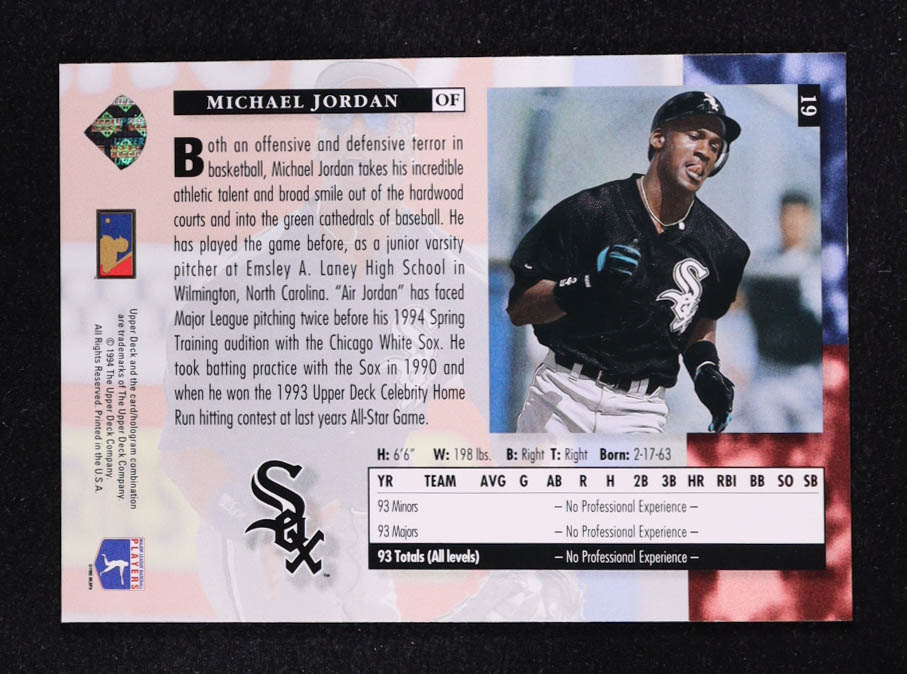 MICHAEL JORDAN OF
19
Both an offensive and defensive terror in
basketball, Michael Jordan takes his incredible
athletic talent and broad smile out of the hardwood
courts and into the green cathedrals of baseball. He
has played the game before, as a junior varsity
pitcher at Emsley A. Laney High School in
Wilmington, North Carolina. “Air Jordan” has faced
Major League pitching twice before his 1994 Spring
Training audition with the Chicago White Sox. He
took batting practice with the Sox in 1990 and
when he won the 1993 Upper Deck Celebrity Home
Run hitting contest at last years All-Star Game.
Sox
Sox
TM
H: 6'6" W: 198 lbs. B: Right T: Right Born: 2-17-63
YR TEAM AVG G AB R H 2B 3B HR RBI BB SO SB
93 Minors – No Professional Experience –
93 Majors – No Professional Experience –
93 Totals (All levels) – No Professional Experience –
Upper Deck and the card/hologram combination
are trademarks of The Upper Deck Company.
© 1994 The Upper Deck Company.
All Rights Reserved. Printed in the U.S.A.
MAJOR LEAGUE BASEBALL
PLAYERS